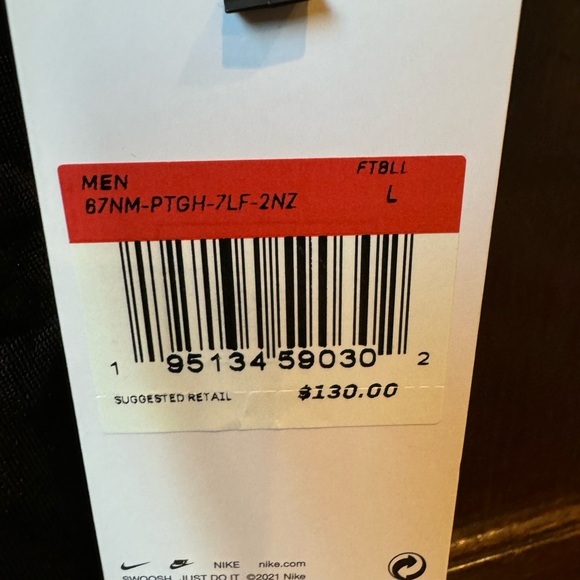 MEN FTBLL
67NM-PTGH-7LF-2NZ L
1 95134 59030 2
SUGGESTED RETAIL $130.00
NIKE nike.com
SWOOSH JUST DO IT ©2021 Nike